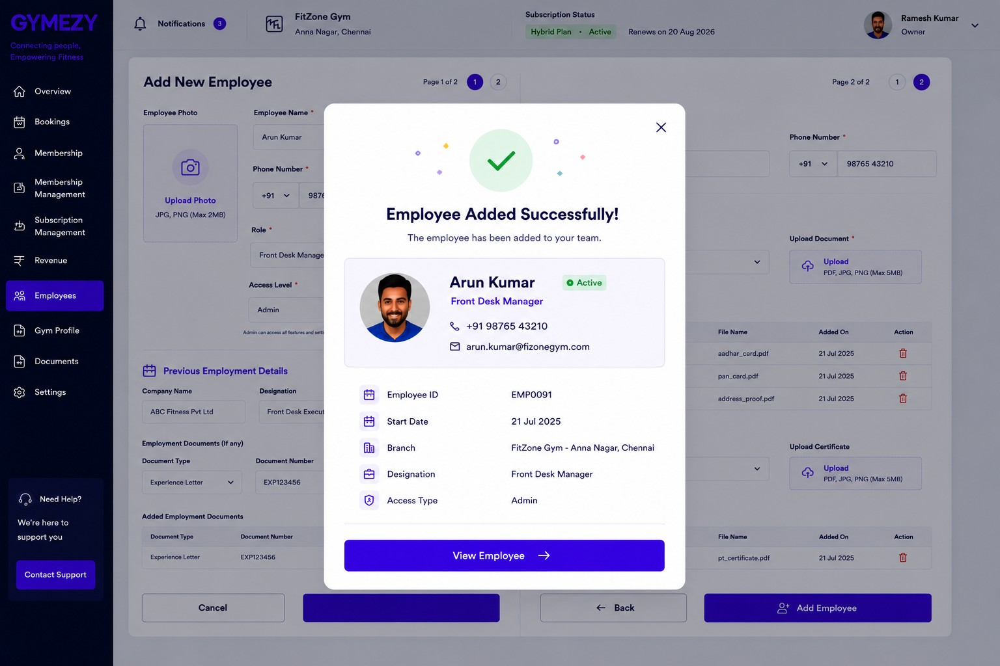 GYMEZY
Connecting people,
Empowering Fitness
Overview
Bookings
Membership
Membership
Management
Subscription
Management
Revenue
Employees
Gym Profile
Documents
Settings
Need Help?
We're here to
support you
Contact Support
Notifications 3
FitZone Gym
Anna Nagar, Chennai
Subscription Status
Hybrid Plan • Active Renews on 20 Aug 2026
Ramesh Kumar
Owner
Add New Employee
Page 1 of 2 1 2
Employee Photo
Upload Photo
JPG, PNG (Max 2MB)
Employee Name *
Arun Kumar
Phone Number *
+91 9876
Role *
Front Desk Manage
Access Level *
Admin
Admin can access all features and setti
Previous Employment Details
Company Name Designation
ABC Fitness Pvt Ltd Front Desk Execut
Employment Documents (If any)
Document Type Document Number
Experience Letter EXP123456
Added Employment Documents
Document Type Document Number
Experience Letter EXP123456
Cancel
Employee Added Successfully!
The employee has been added to your team.
Arun Kumar Active
Front Desk Manager
+91 98765 43210
arun.kumar@fizonegym.com
Employee ID EMP0091
Start Date 21 Jul 2025
Branch FitZone Gym - Anna Nagar, Chennai
Designation Front Desk Manager
Access Type Admin
View Employee →
Page 2 of 2 1 2
Phone Number *
+91 98765 43210
Upload Document *
Upload
PDF, JPG, PNG (Max 5MB)
File Name Added On Action
aadhar_card.pdf 21 Jul 2025
pan_card.pdf 21 Jul 2025
address_proof.pdf 21 Jul 2025
Upload Certificate
Upload
PDF, JPG, PNG (Max 5MB)
File Name Added On Action
pt_certificate.pdf 21 Jul 2025
← Back
Add Employee